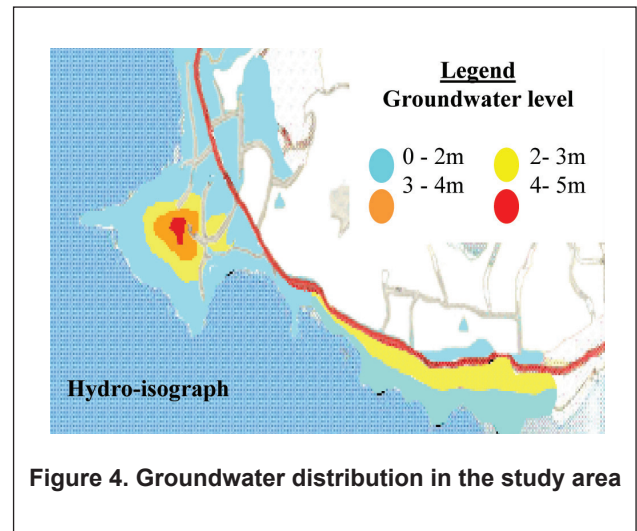 Legend
Groundwater level
0 - 2m
2- 3m
3 - 4m
4- 5m
Hydro-isograph
Figure 4. Groundwater distribution in the study area